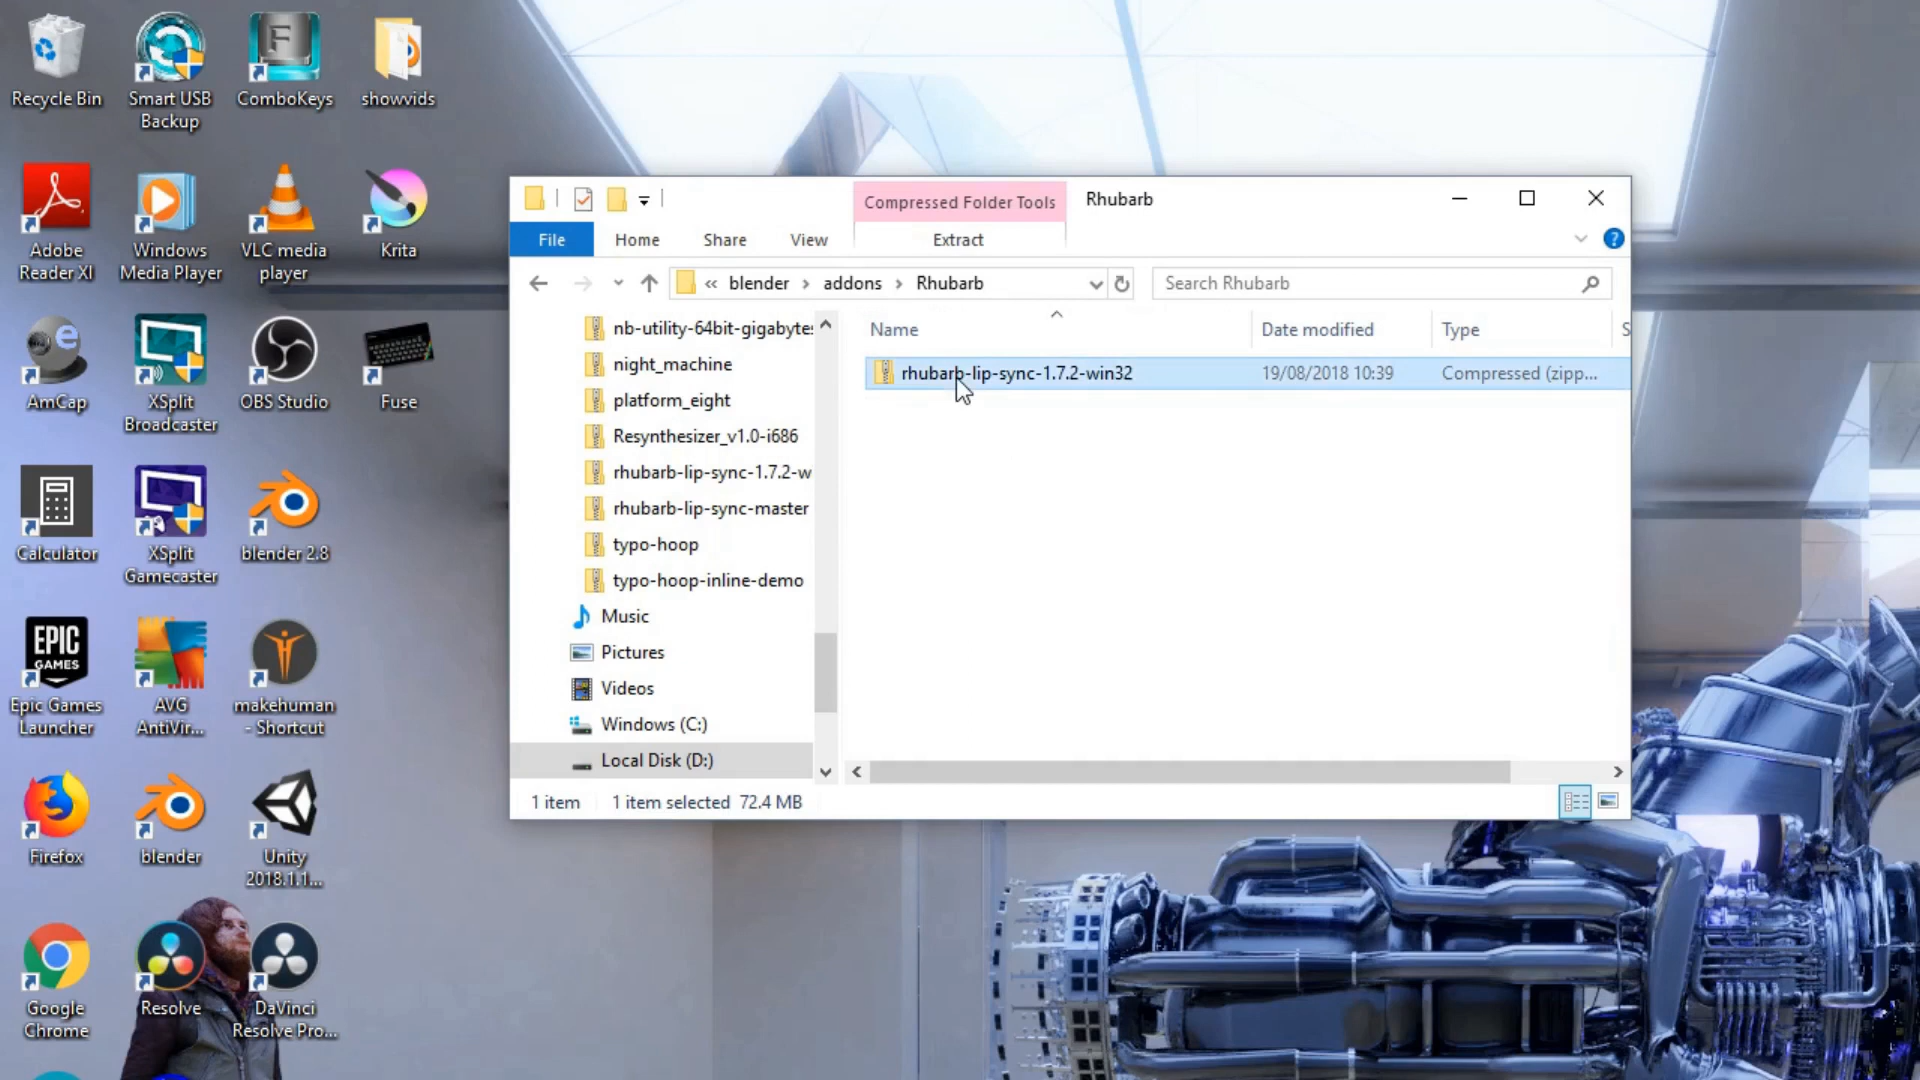 Recycle Bin
Smart USB
Backup
ComboKeys
showvids
Adobe
Reader XI
Windows
Media Player
VLC media
player
Krita
AmCap
XSplit
Broadcaster
OBS Studio
Fuse
Calculator
XSplit
Gamecaster
blender 2.8
EPIC
GAMES
Epic Games
Launcher
AVG
AntiVir...
makehuman
- Shortcut
Firefox
blender
Unity
2018.1.1...
Google
Chrome
Resolve
DaVinci
Resolve Pro...
Compressed Folder Tools
Rhubarb
File
Home
Share
View
Extract
« blender › addons › Rhubarb
Search Rhubarb
nb-utility-64bit-gigabytes
night_machine
platform_eight
Resynthesizer_v1.0-i686
rhubarb-lip-sync-1.7.2-w
rhubarb-lip-sync-master
typo-hoop
typo-hoop-inline-demo
Music
Pictures
Videos
Windows (C:)
Local Disk (D:)
Name
Date modified
Type
S
rhubarb-lip-sync-1.7.2-win32
19/08/2018 10:39
Compressed (zipp...
1 item
1 item selected 72.4 MB